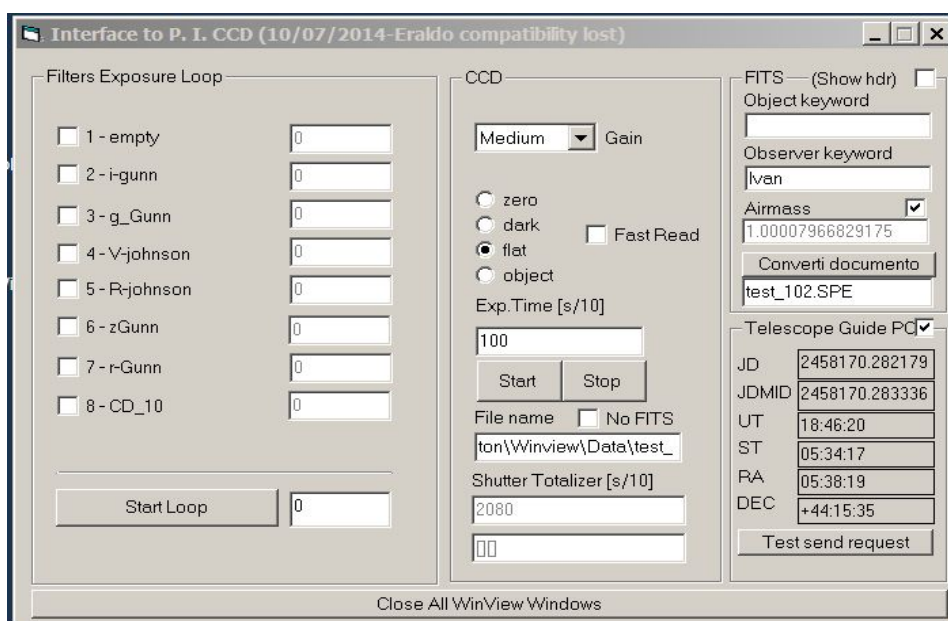 Interface to P. I. CCD (10/07/2014-Eraldo compatibility lost)
Filters Exposure Loop
1 - empty 0
2 - i-gunn 0
3 - g_Gunn 0
4 - V-johnson 0
5 - R-johnson 0
6 - zGunn 0
7 - r-Gunn 0
8 - CD_10 0
Start Loop 0
CCD
Medium Gain
zero
dark
flat
object
Fast Read
Exp.Time [s/10]
100
Start Stop
File name No FITS
ton\Winview\Data\test_
Shutter Totalizer [s/10]
2080
FITS (Show hdr)
Object keyword
Observer keyword
Ivan
Airmass
1.00007966829175
Converti documento
test_102.SPE
Telescope Guide PC
JD 2458170.282179
JDMID 2458170.283336
UT 18:46:20
ST 05:34:17
RA 05:38:19
DEC +44:15:35
Test send request
Close All WinView Windows